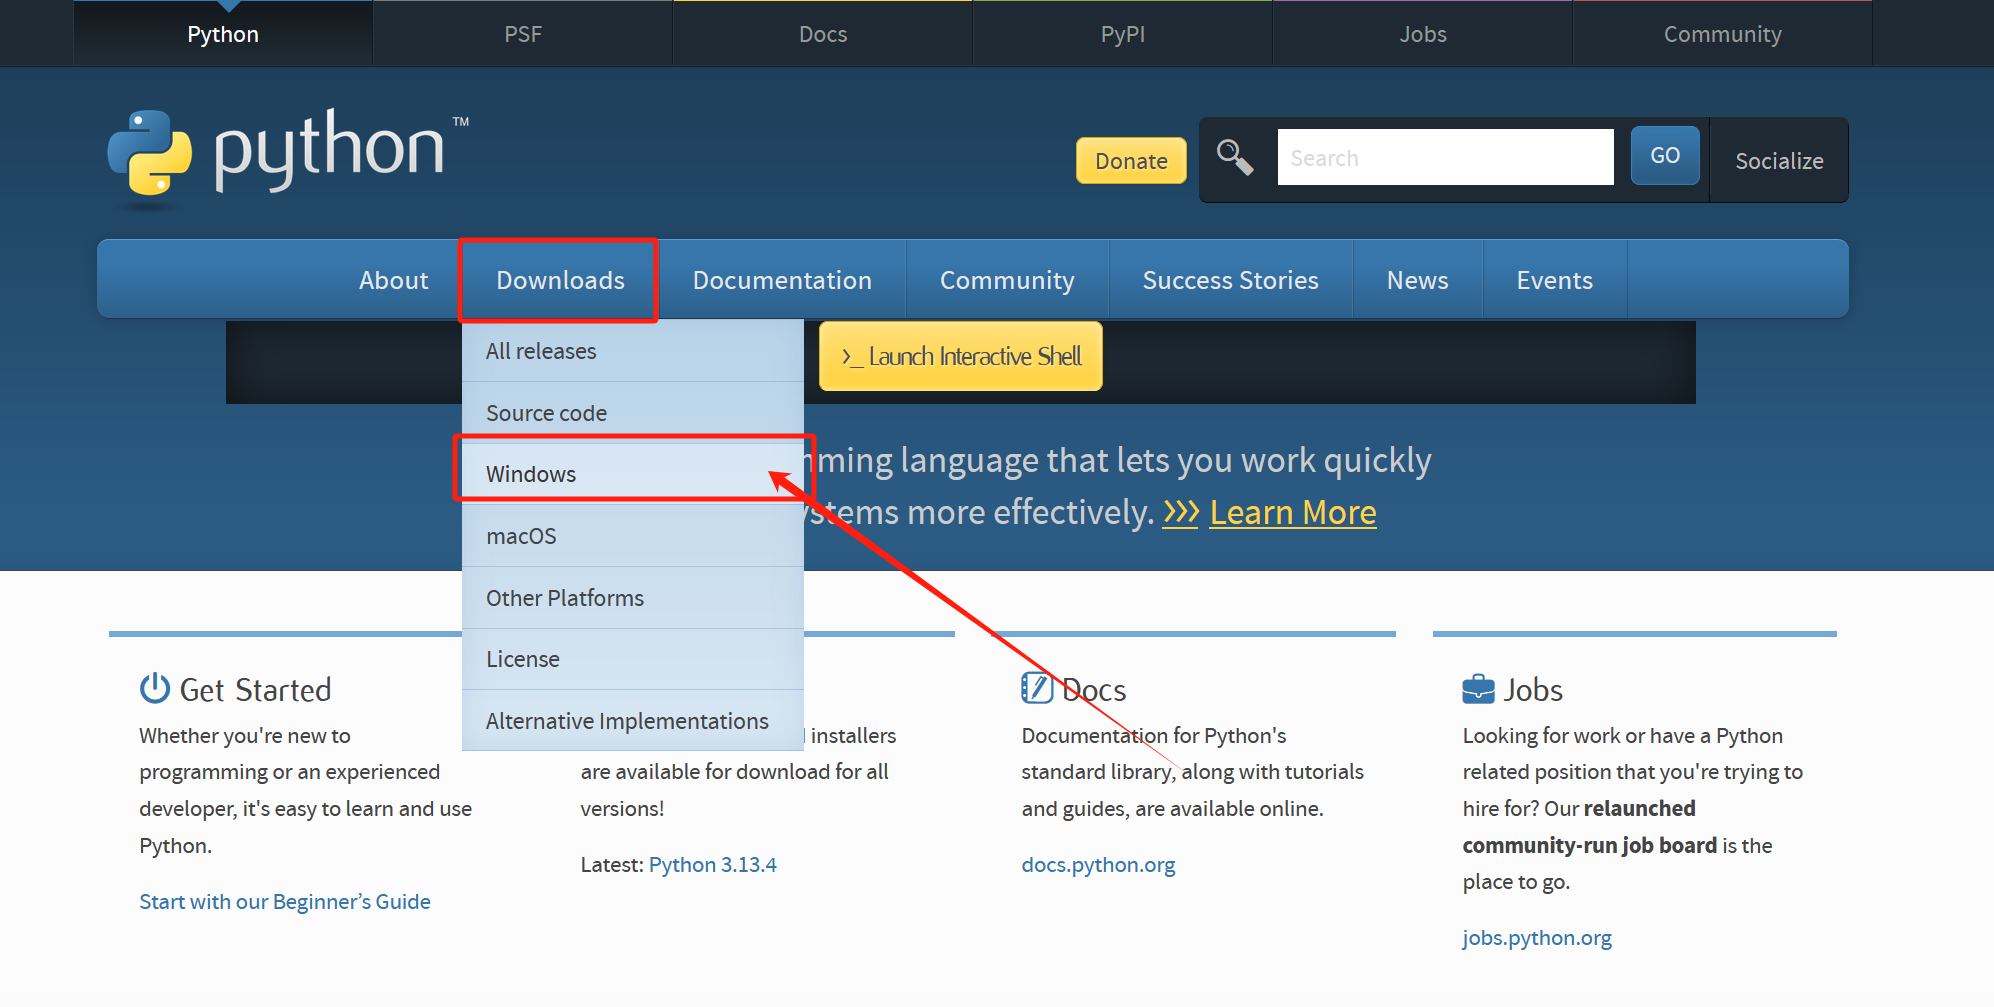 Python
PSF
Docs
PyPI
Jobs
Community
python™
Donate
Search
GO
Socialize
About
Downloads
Documentation
Community
Success Stories
News
Events
All releases
Source code
Windows
macOS
Other Platforms
License
Alternative Implementations
>_ Launch Interactive Shell
language that lets you work quickly
more effectively. >>> Learn More
Get Started
Whether you're new to
programming or an experienced
developer, it's easy to learn and use
Python.
Start with our Beginner’s Guide
installers
are available for download for all
versions!
Latest: Python 3.13.4
Docs
Documentation for Python's
standard library, along with tutorials
and guides, are available online.
docs.python.org
Jobs
Looking for work or have a Python
related position that you're trying to
hire for? Our relaunched
community-run job board is the
place to go.
jobs.python.org